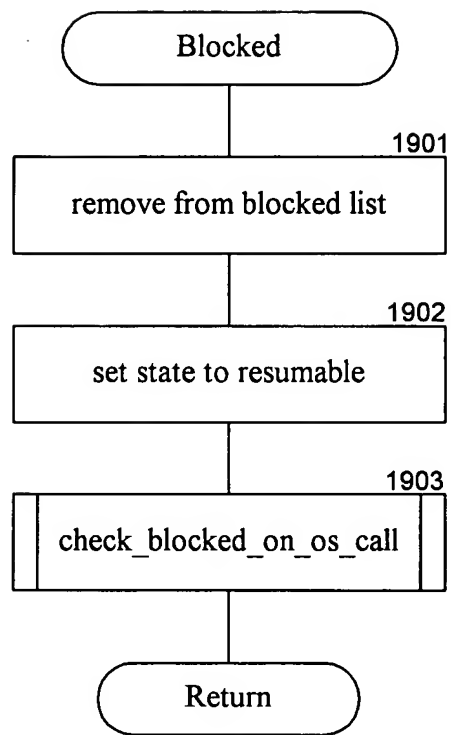 Blocked
1901
remove from blocked list
1902
set state to resumable
1903
check_blocked_on_os_call
Return